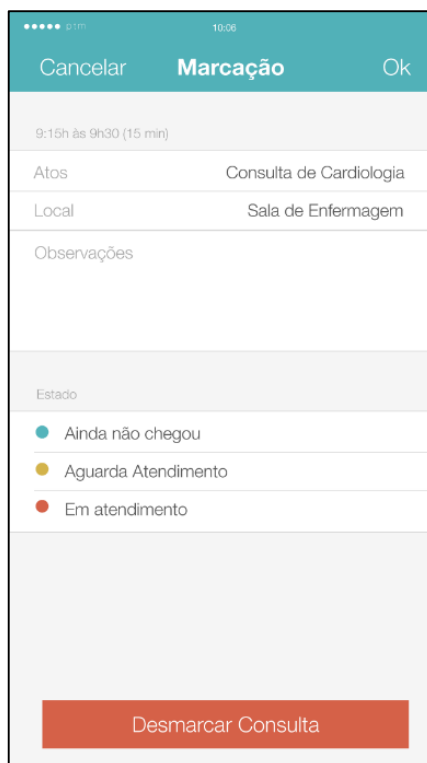 ptm 10:06
Cancelar Marcação Ok
9:15h às 9h30 (15 min)
Atos Consulta de Cardiologia
Local Sala de Enfermagem
Observações
Estado
Ainda não chegou
Aguarda Atendimento
Em atendimento
Desmarcar Consulta